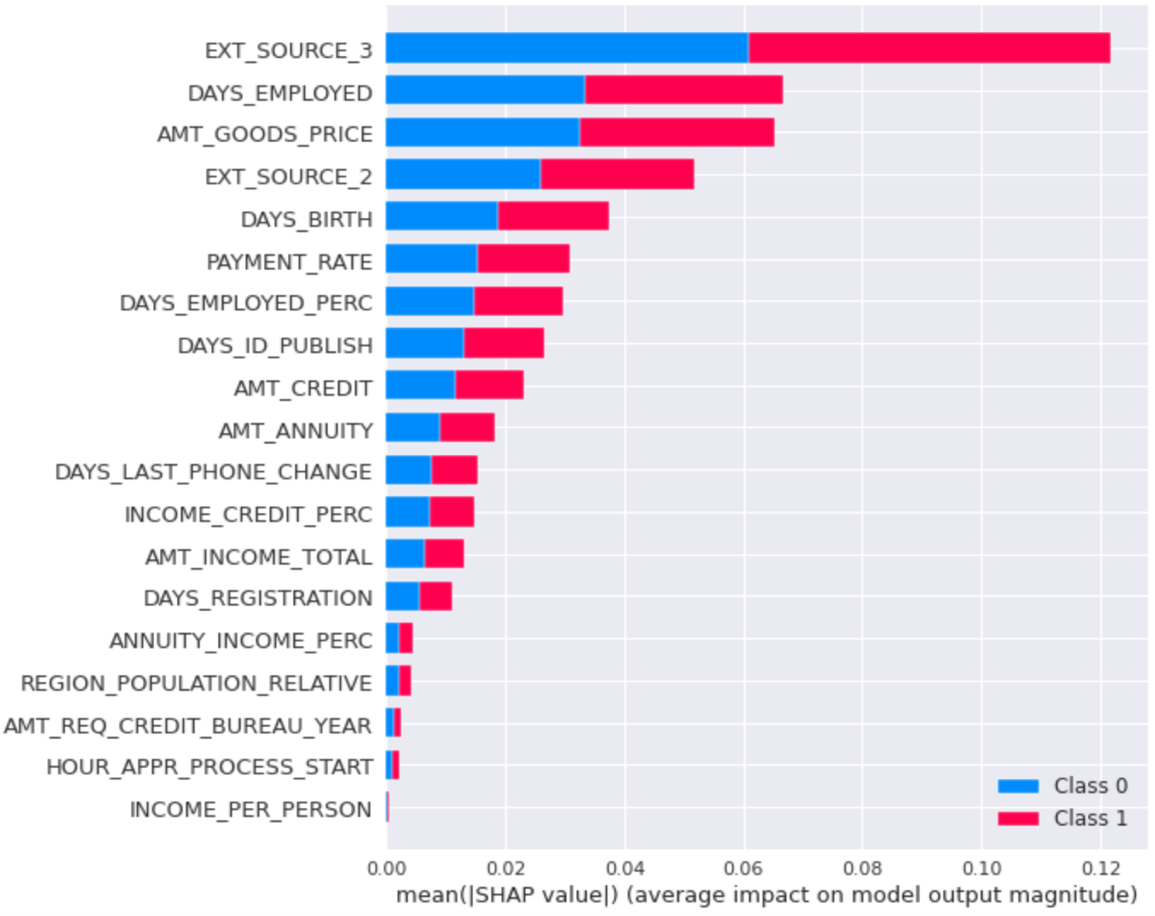 EXT_SOURCE_3
DAYS_EMPLOYED
AMT_GOODS_PRICE
EXT_SOURCE_2
DAYS_BIRTH
PAYMENT_RATE
DAYS_EMPLOYED_PERC
DAYS_ID_PUBLISH
AMT_CREDIT
AMT_ANNUITY
DAYS_LAST_PHONE_CHANGE
INCOME_CREDIT_PERC
AMT_INCOME_TOTAL
DAYS_REGISTRATION
ANNUITY_INCOME_PERC
REGION_POPULATION_RELATIVE
AMT_REQ_CREDIT_BUREAU_YEAR
HOUR_APPR_PROCESS_START
INCOME_PER_PERSON
Class 0
Class 1
0.00 0.02 0.04 0.06 0.08 0.10 0.12
mean(|SHAP value|) (average impact on model output magnitude)